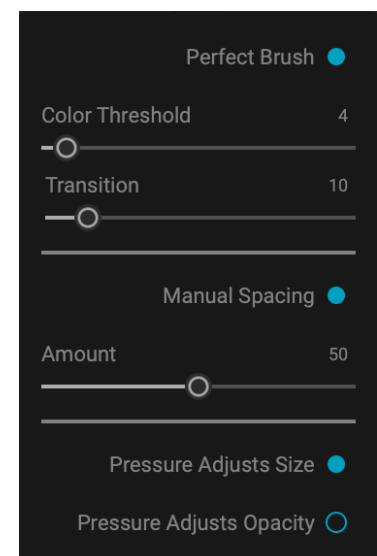 Perfect Brush
Color Threshold 4
Transition 10
Manual Spacing
Amount 50
Pressure Adjusts Size
Pressure Adjusts Opacity